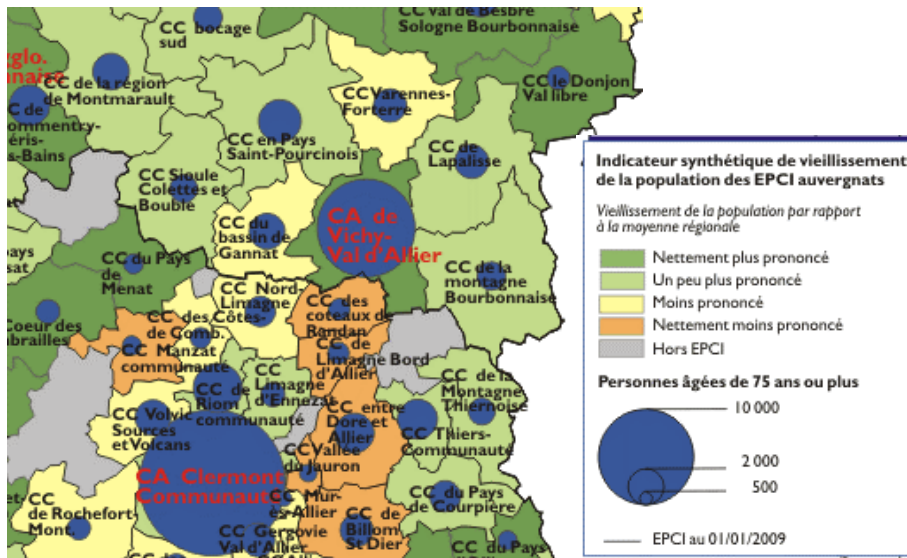 CC bocage
sud
CC Val de Besbre
Sologne Bourbonnaise
CC de la région
de Montmarault
CC Varennes-
Forterre
CC le Donjon
Val libre
CC en Pays
Saint-Pourcinois
CC de
Lapalisse
CC Sioule
Colettes et
Bouble
CA de
Vichy-
Val d'Allier
CC du
bassin de
Gannat
CC du Pays
de
Menat
CC de la
montagne
Bourbonnaise
CC Nord-
Limagne
CC des Côtes-
de Comb.
CC des
coteaux de
Randan
Coeur des
CC Manzat
communauté
CC de
Limagne Bord
d'Allier
CC de
Riom
communauté
CC
Limagne
d'Ennezat
CC de la
Montagne
Thiernoise
CC Volvic
Sources
et Volcans
CC entre
Dore et
Allier
CC Thiers-
Communauté
CC Vallée
du Jauron
CA Clermont
Communauté
CC Mur-
ès-Allier
CC du Pays
de Courpière
CC
de Rochefort-
Mont.
CC Gergovie
Val d'Allier
CC de
Billom
St Dier
CC du Pays
Indicateur synthétique de vieillissement
de la population des EPCI auvergnats
Vieillissement de la population par rapport
à la moyenne régionale
Nettement plus prononcé
Un peu plus prononcé
Moins prononcé
Nettement moins prononcé
Hors EPCI
Personnes âgées de 75 ans ou plus
10 000
2 000
500
EPCI au 01/01/2009